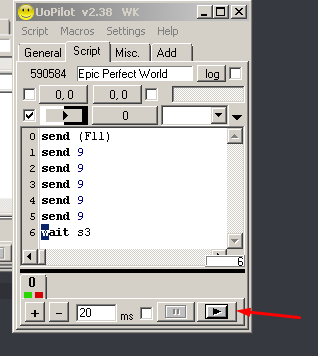 UoPilot v2.38 WK
Script Macros Settings Help
General Script Misc. Add
590584 Epic Perfect World log
0, 0 0, 0
0
0 send (F11)
1 send 9
2 send 9
3 send 9
4 send 9
5 send 9
6 wait s3
6
0
+ - 20 ms